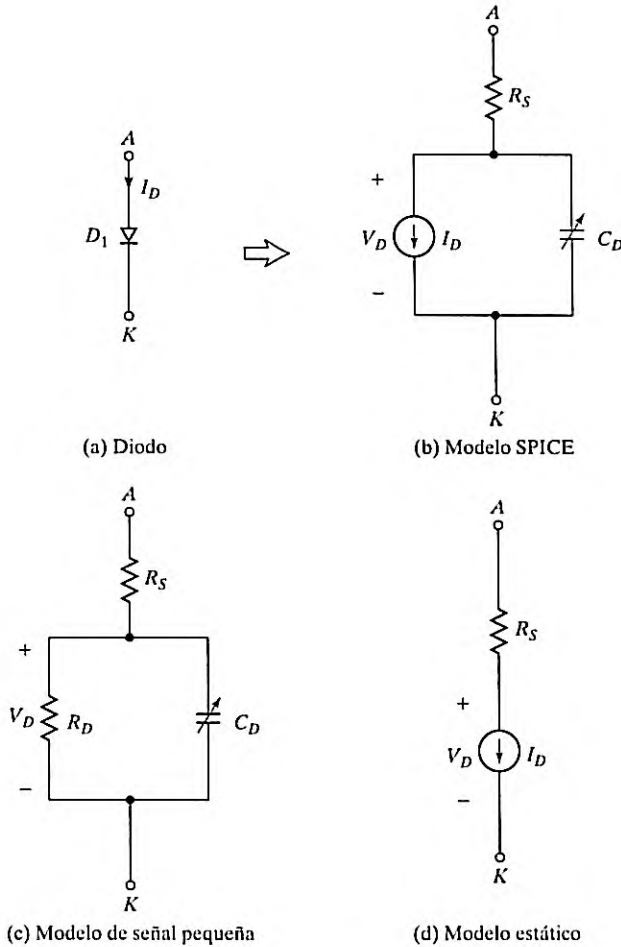 A
I_D
D_1
K
(a) Diodo
A
R_S
+
V_D
I_D
C_D
−
K
(b) Modelo SPICE
A
R_S
+
V_D
R_D
C_D
−
K
(c) Modelo de señal pequeña
A
R_S
+
V_D
I_D
−
K
(d) Modelo estático